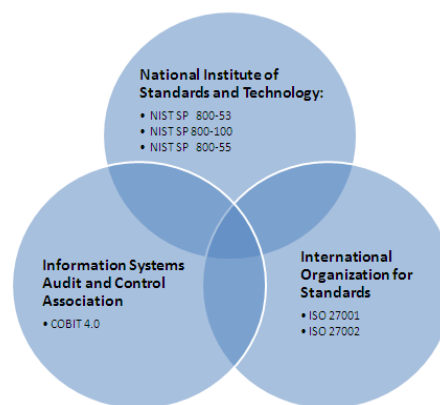 National Institute of
Standards and Technology:
• NIST SP 800-53
• NIST SP 800-100
• NIST SP 800-55
Information Systems
Audit and Control
Association
• COBIT 4.0
International
Organization for
Standards
• ISO 27001
• ISO 27002